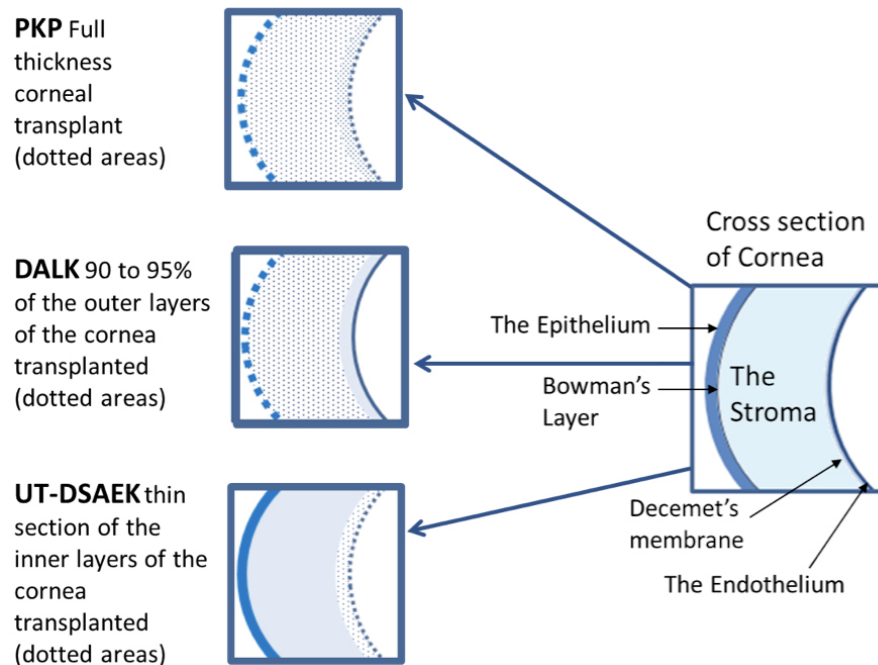 PKP Full
thickness
corneal
transplant
(dotted areas)
DALK 90 to 95%
of the outer layers
of the cornea
transplanted
(dotted areas)
UT-DSAEK thin
section of the
inner layers of the
cornea
transplanted
(dotted areas)
Cross section
of Cornea
The Epithelium
Bowman's
Layer
The
Stroma
Decemet's
membrane
The Endothelium